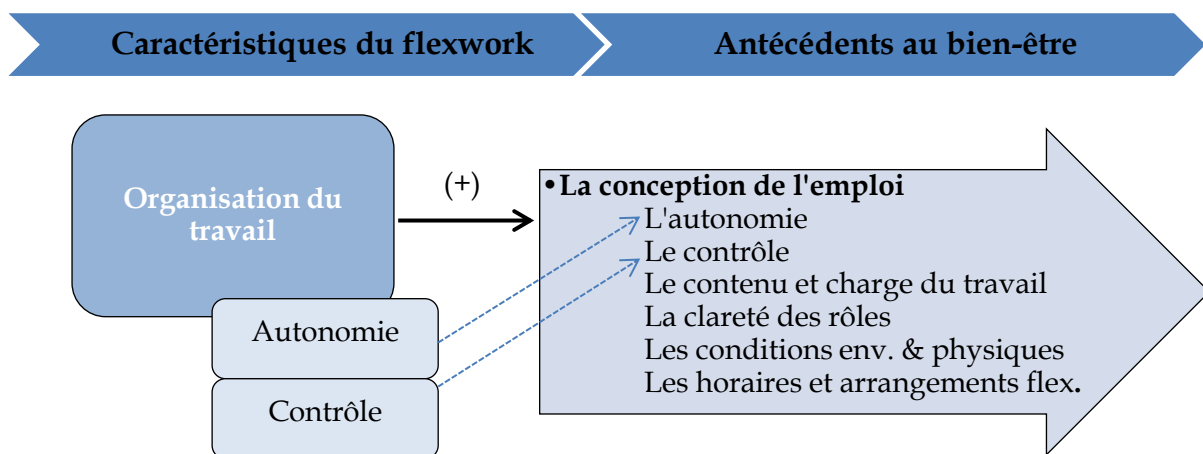 Caractéristiques du flexwork
Antécédents au bien-être
Organisation du
travail
(+)
•La conception de l'emploi
L'autonomie
Le contrôle
Le contenu et charge du travail
La clareté des rôles
Les conditions env. & physiques
Les horaires et arrangements flex.
Autonomie
Contrôle